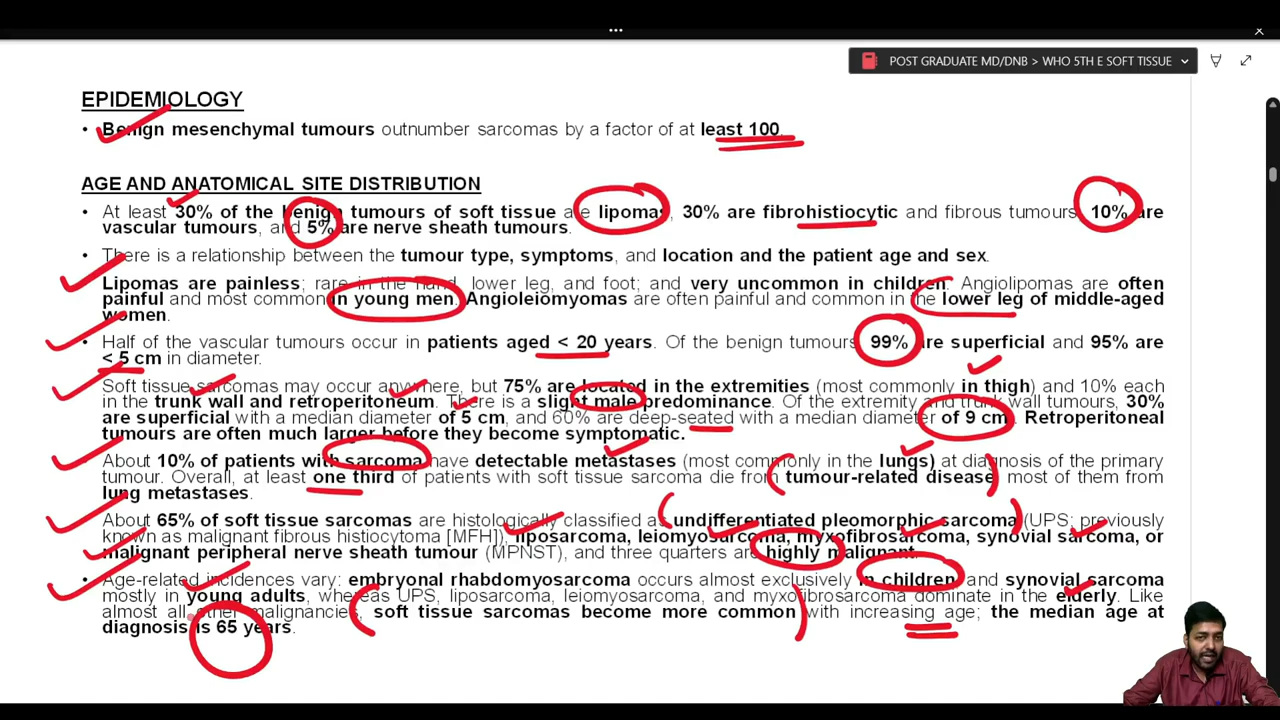 ...
×
POST GRADUATE MD/DNB > WHO 5TH E SOFT TISSUE
EPIDEMIOLOGY
• Benign mesenchymal tumours outnumber sarcomas by a factor of at least 100.
AGE AND ANATOMICAL SITE DISTRIBUTION
• At least 30% of the benign tumours of soft tissue are lipomas, 30% are fibrohistiocytic and fibrous tumours, 10% are
vascular tumours, and 5% are nerve sheath tumours.
• There is a relationship between the tumour type, symptoms, and location and the patient age and sex.
Lipomas are painless; rare in the hand, lower leg, and foot; and very uncommon in children. Angiolipomas are often
painful and most common in young men. Angioleiomyomas are often painful and common in the lower leg of middle-aged
women.
• Half of the vascular tumours occur in patients aged < 20 years. Of the benign tumours, 99% are superficial and 95% are
< 5 cm in diameter.
Soft tissue sarcomas may occur anywhere, but 75% are located in the extremities (most commonly in thigh) and 10% each
in the trunk wall and retroperitoneum. There is a slight male predominance. Of the extremity and trunk wall tumours, 30%
are superficial with a median diameter of 5 cm, and 60% are deep-seated with a median diameter of 9 cm. Retroperitoneal
tumours are often much larger before they become symptomatic.
About 10% of patients with sarcoma have detectable metastases (most commonly in the lungs) at diagnosis of the primary
tumour. Overall, at least one third of patients with soft tissue sarcoma die from tumour-related disease, most of them from
lung metastases.
About 65% of soft tissue sarcomas are histologically classified as undifferentiated pleomorphic sarcoma (UPS; previously
known as malignant fibrous histiocytoma [MFH]), liposarcoma, leiomyosarcoma, myxofibrosarcoma, synovial sarcoma, or
malignant peripheral nerve sheath tumour (MPNST), and three quarters are highly malignant.
• Age-related incidences vary: embryonal rhabdomyosarcoma occurs almost exclusively in children and synovial sarcoma
mostly in young adults, whereas UPS, liposarcoma, leiomyosarcoma, and myxofibrosarcoma dominate in the elderly. Like
almost all other malignancies, soft tissue sarcomas become more common with increasing age; the median age at
diagnosis is 65 years.